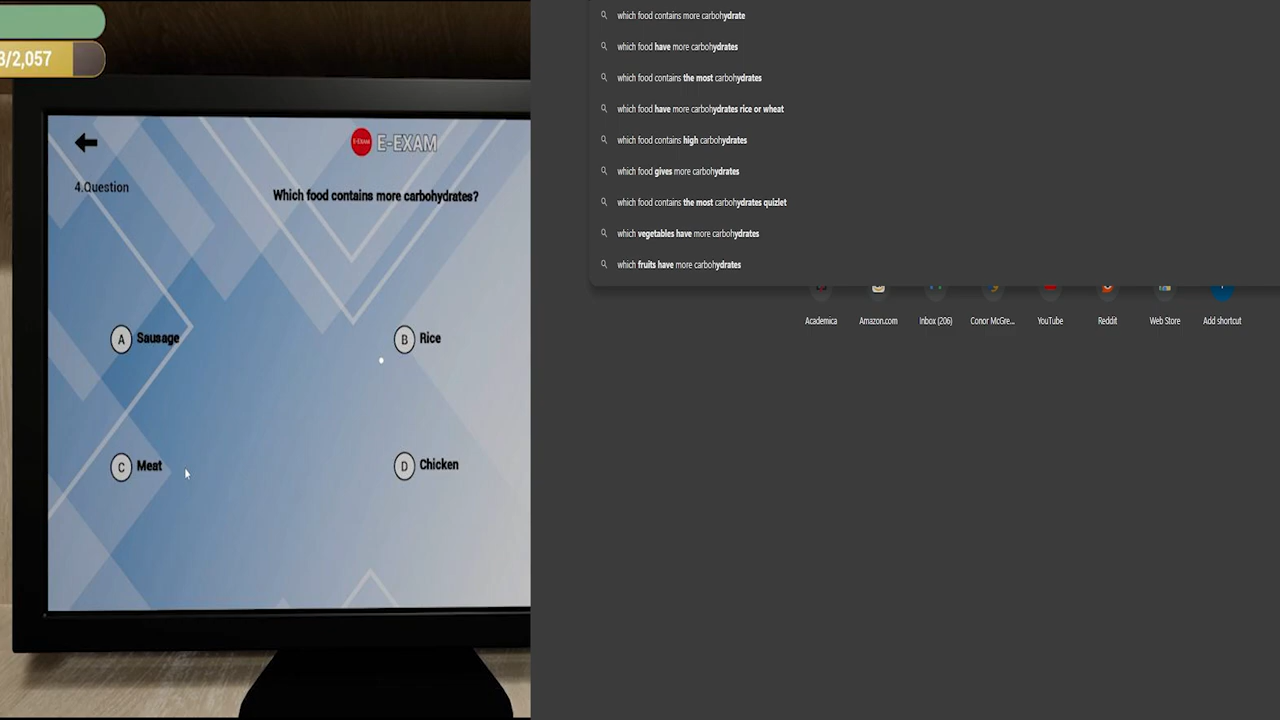 3/2,057
E-EXAM
4.Question
Which food contains more carbohydrates?
A Sausage
B Rice
C Meat
D Chicken
which food contains more carbohydrate
which food have more carbohydrates
which food contains the most carbohydrates
which food have more carbohydrates rice or wheat
which food contains high carbohydrates
which food gives more carbohydrates
which food contains the most carbohydrates quizlet
which vegetables have more carbohydrates
which fruits have more carbohydrates
Academica
Amazon.com
Inbox (206)
Conor McGre...
YouTube
Reddit
Web Store
Add shortcut